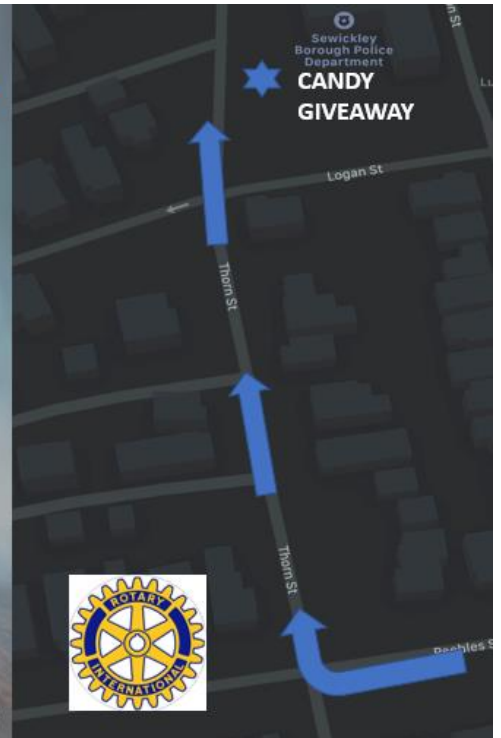 Sewickley
Borough Police
Department
CANDY
GIVEAWAY
Logan St
Thorn St
Thorn St
ROTARY
INTERNATIONAL